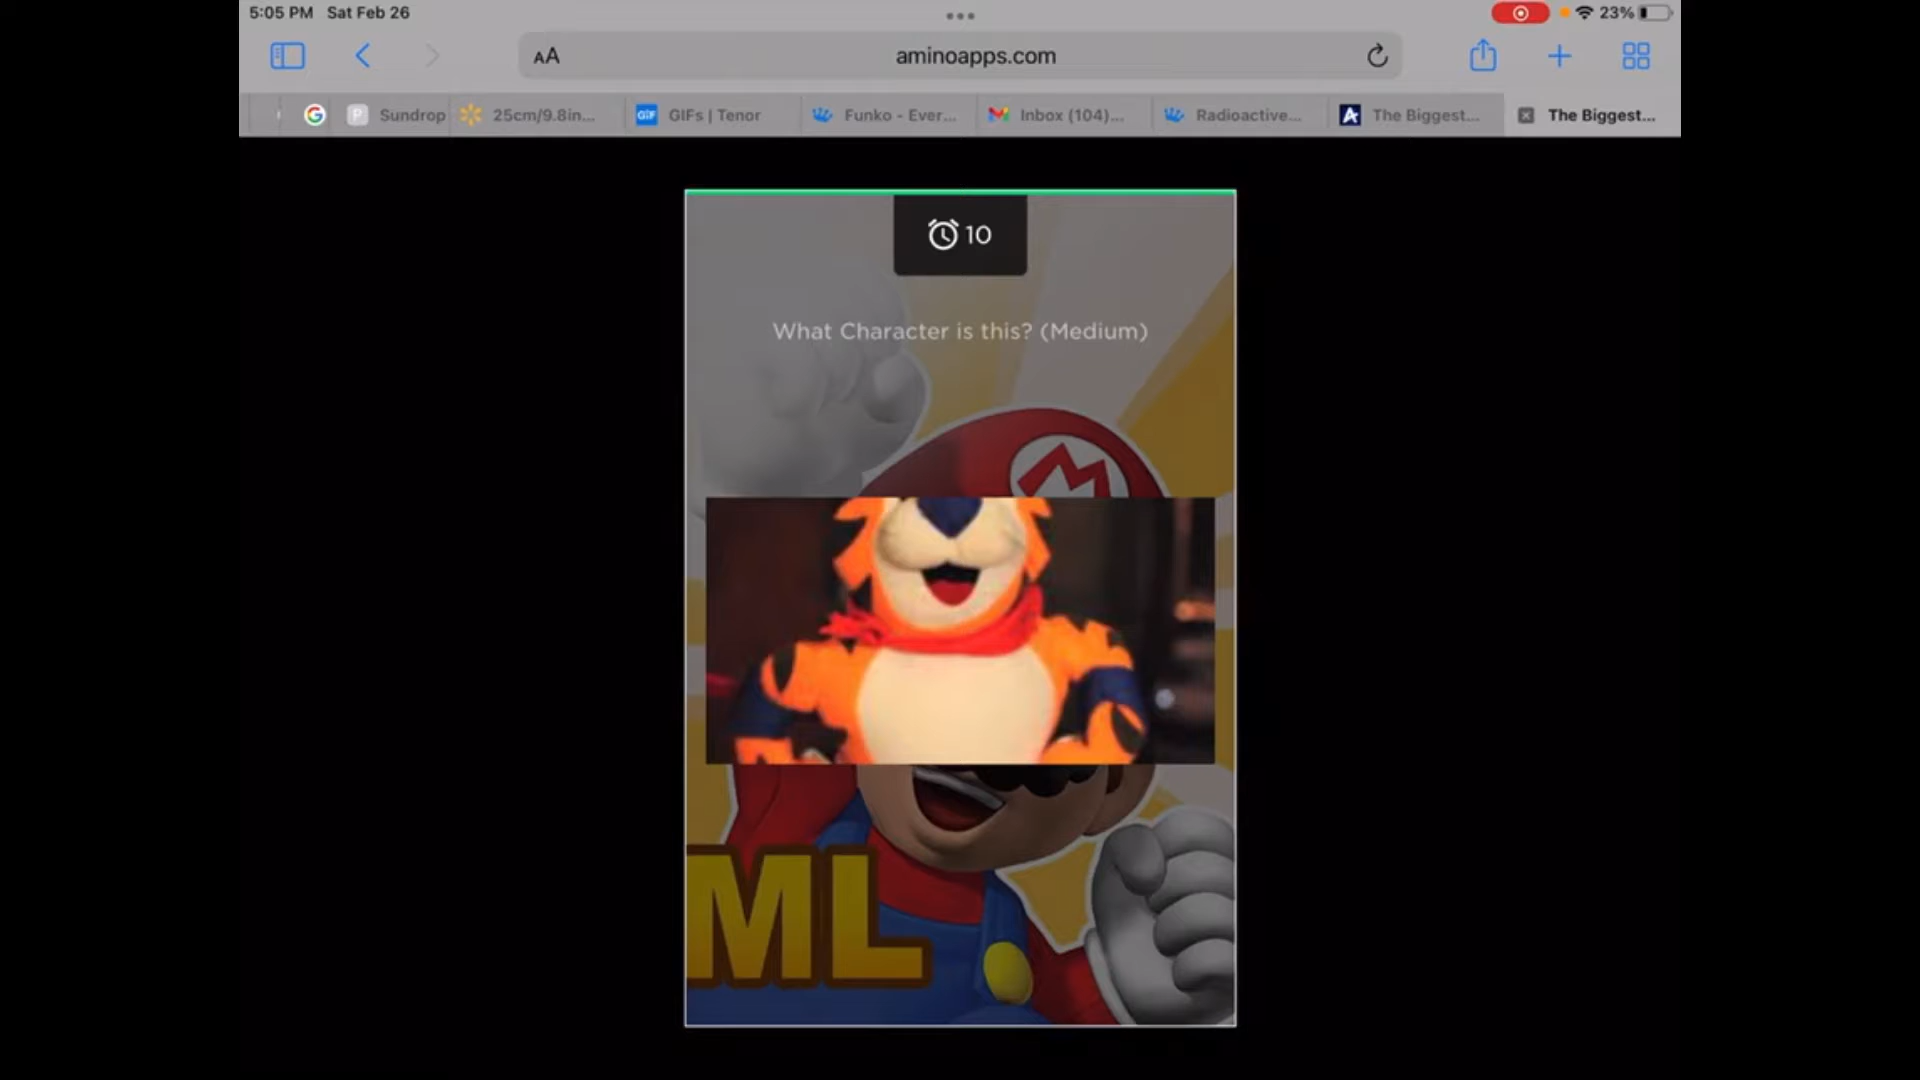 5:05 PM Sat Feb 26
23%
AA
aminoapps.com
G
P Sundrop
25cm/9.8in...
GIF GIFs | Tenor
Funko - Ever...
Inbox (104)...
Radioactive...
A The Biggest...
The Biggest...
10
What Character is this? (Medium)
M
ML